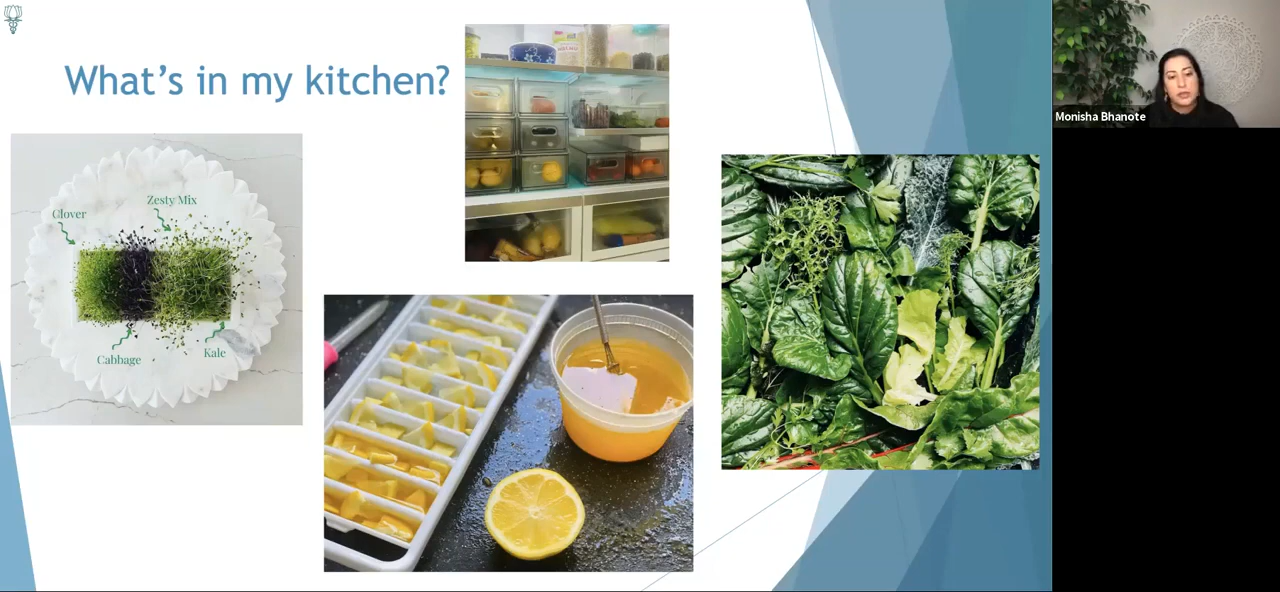 What's in my kitchen?
Monisha Bhanote
Clover
Zesty Mix
Cabbage
Kale